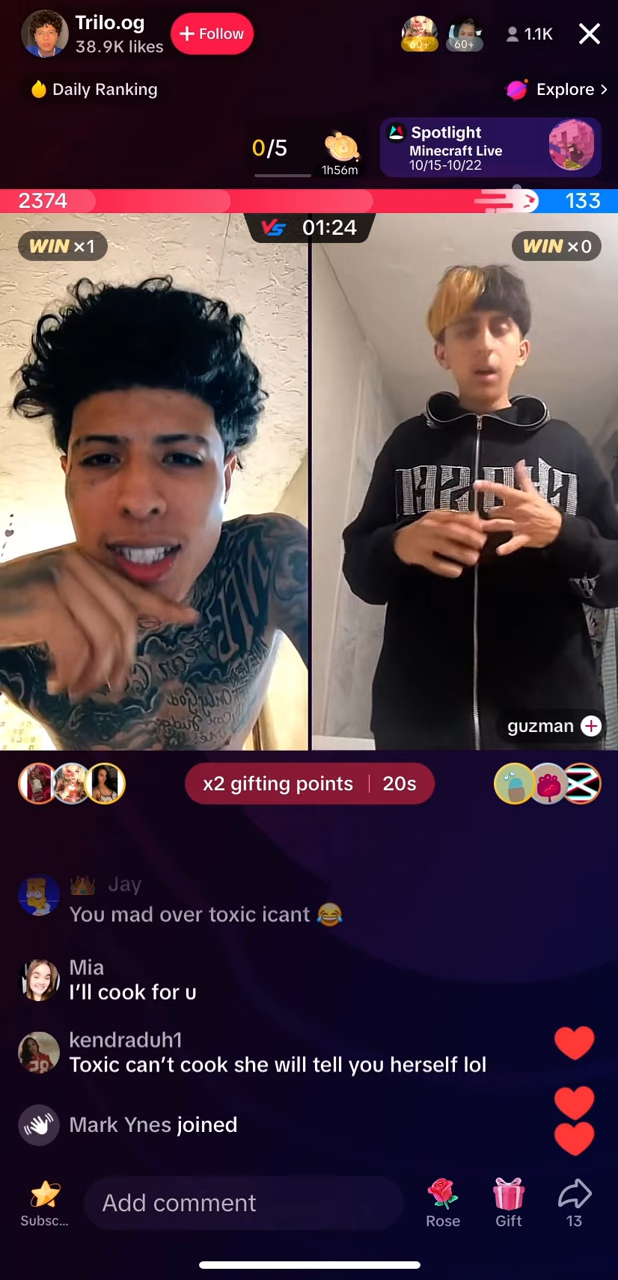 Trilo.og
38.9K likes
+ Follow
60+
60+
1.1K
Daily Ranking
Explore >
0/5
1h56m
Spotlight
Minecraft Live
10/15-10/22
2374
133
VS 01:24
WIN ×1
WIN ×0
guzman
x2 gifting points | 20s
Jay
You mad over toxic icant 😂
Mia
I'll cook for u
kendraduh1
Toxic can't cook she will tell you herself lol
Mark Ynes joined
Add comment
Subsc...
Rose
Gift
13